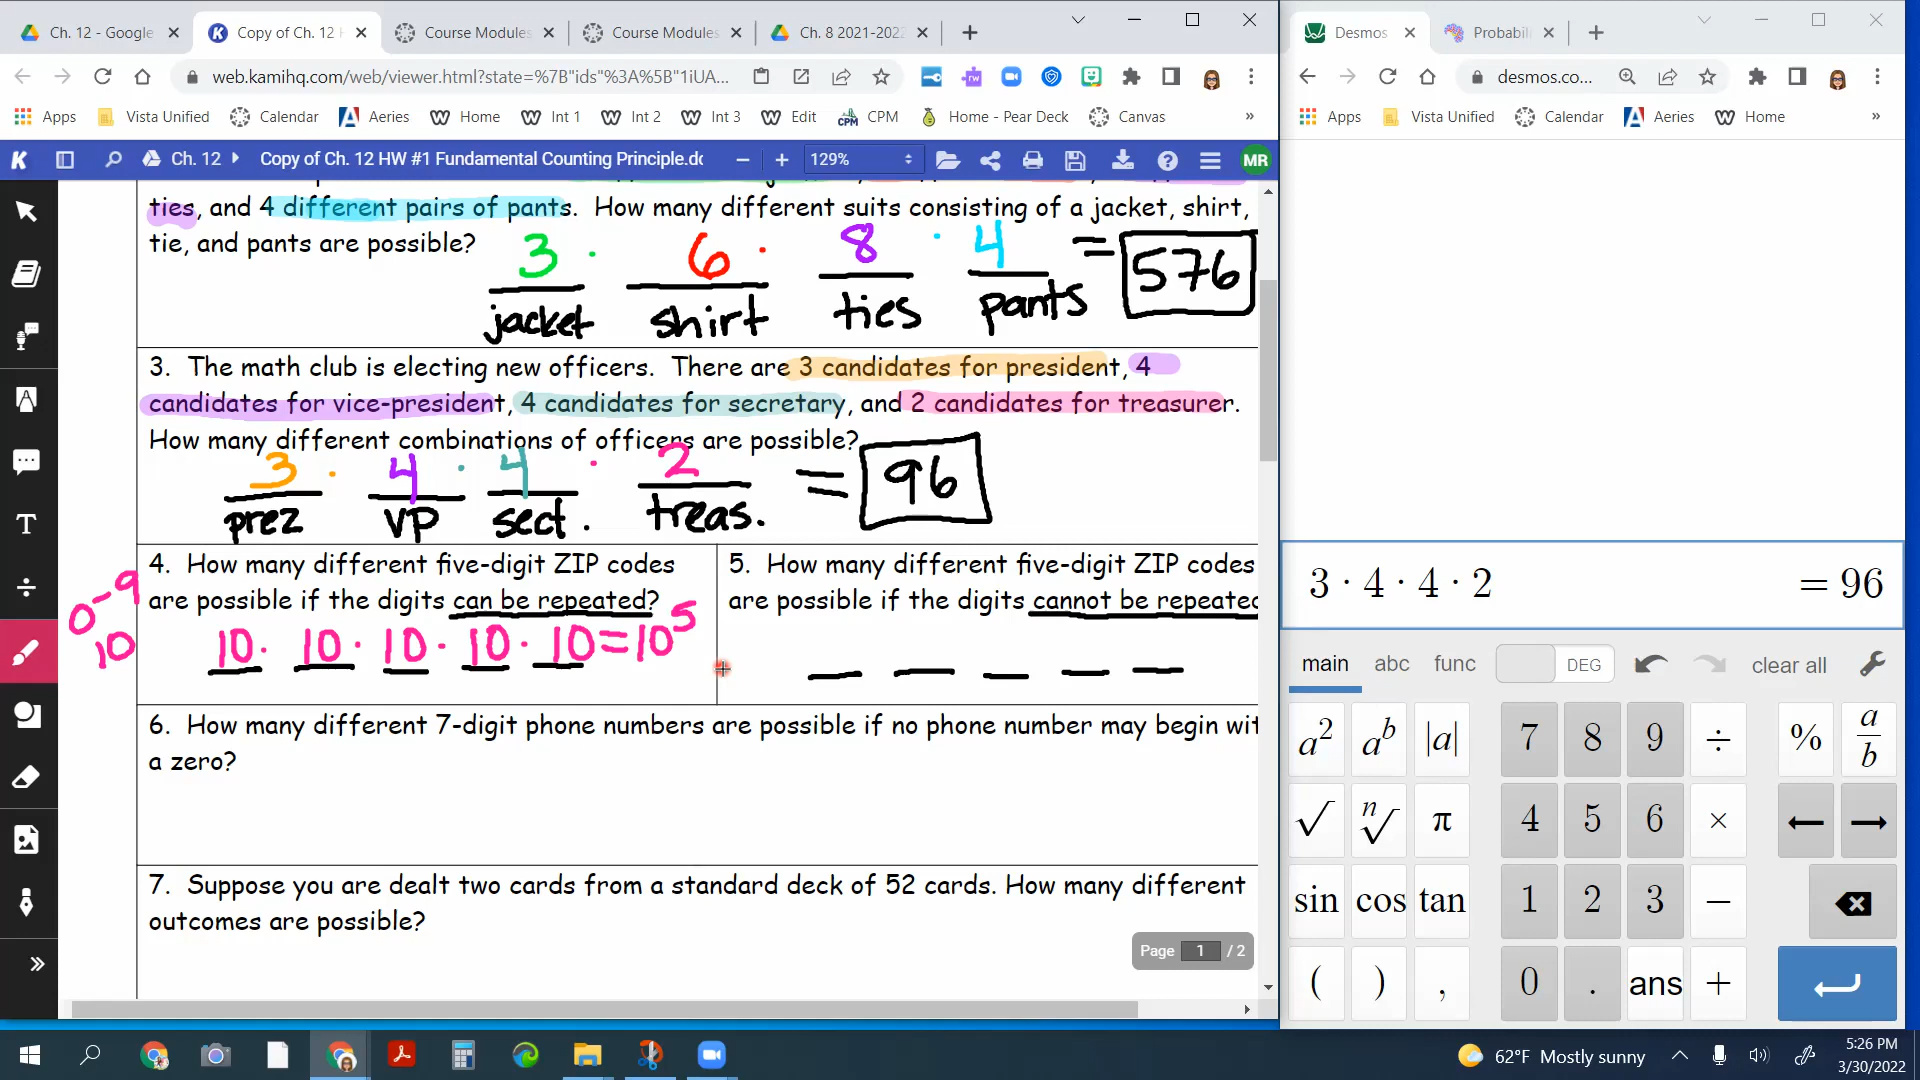 Ch. 12 - Google
Copy of Ch. 12 H
Course Modules
Course Modules
Ch. 8 2021-2022
Desmos
Probabil
web.kamihq.com/web/viewer.html?state=%7B"ids"%3A%5B"1iUA...
desmos.co...
Apps
Vista Unified
Calendar
Aeries
Home
Int 1
Int 2
Int 3
Edit
CPM
Home - Pear Deck
Canvas
»
Apps
Vista Unified
Calendar
Aeries
Home
»
K
Ch. 12
Copy of Ch. 12 HW #1 Fundamental Counting Principle.dc
129%
MR
ties, and 4 different pairs of pants. How many different suits consisting of a jacket, shirt,
tie, and pants are possible?
3 · 6 · 8 · 4 = 576
jacket shirt ties pants
3. The math club is electing new officers. There are 3 candidates for president, 4
candidates for vice-president, 4 candidates for secretary, and 2 candidates for treasurer.
How many different combinations of officers are possible?
3 · 4 · 4 · 2 = 96
prez VP sect. treas.
4. How many different five-digit ZIP codes
are possible if the digits can be repeated?
0-9
10
10 · 10 · 10 · 10 · 10 = 10^5
5. How many different five-digit ZIP codes
are possible if the digits cannot be repeated
6. How many different 7-digit phone numbers are possible if no phone number may begin wit
a zero?
7. Suppose you are dealt two cards from a standard deck of 52 cards. How many different
outcomes are possible?
Page 1 / 2
3 · 4 · 4 · 2 = 96
main abc func DEG clear all
a² a^b |a| 7 8 9 ÷ % a/b
√ ⁿ√ π 4 5 6 × ← →
sin cos tan 1 2 3 −
( ) , 0 . ans +
62°F Mostly sunny
5:26 PM
3/30/2022